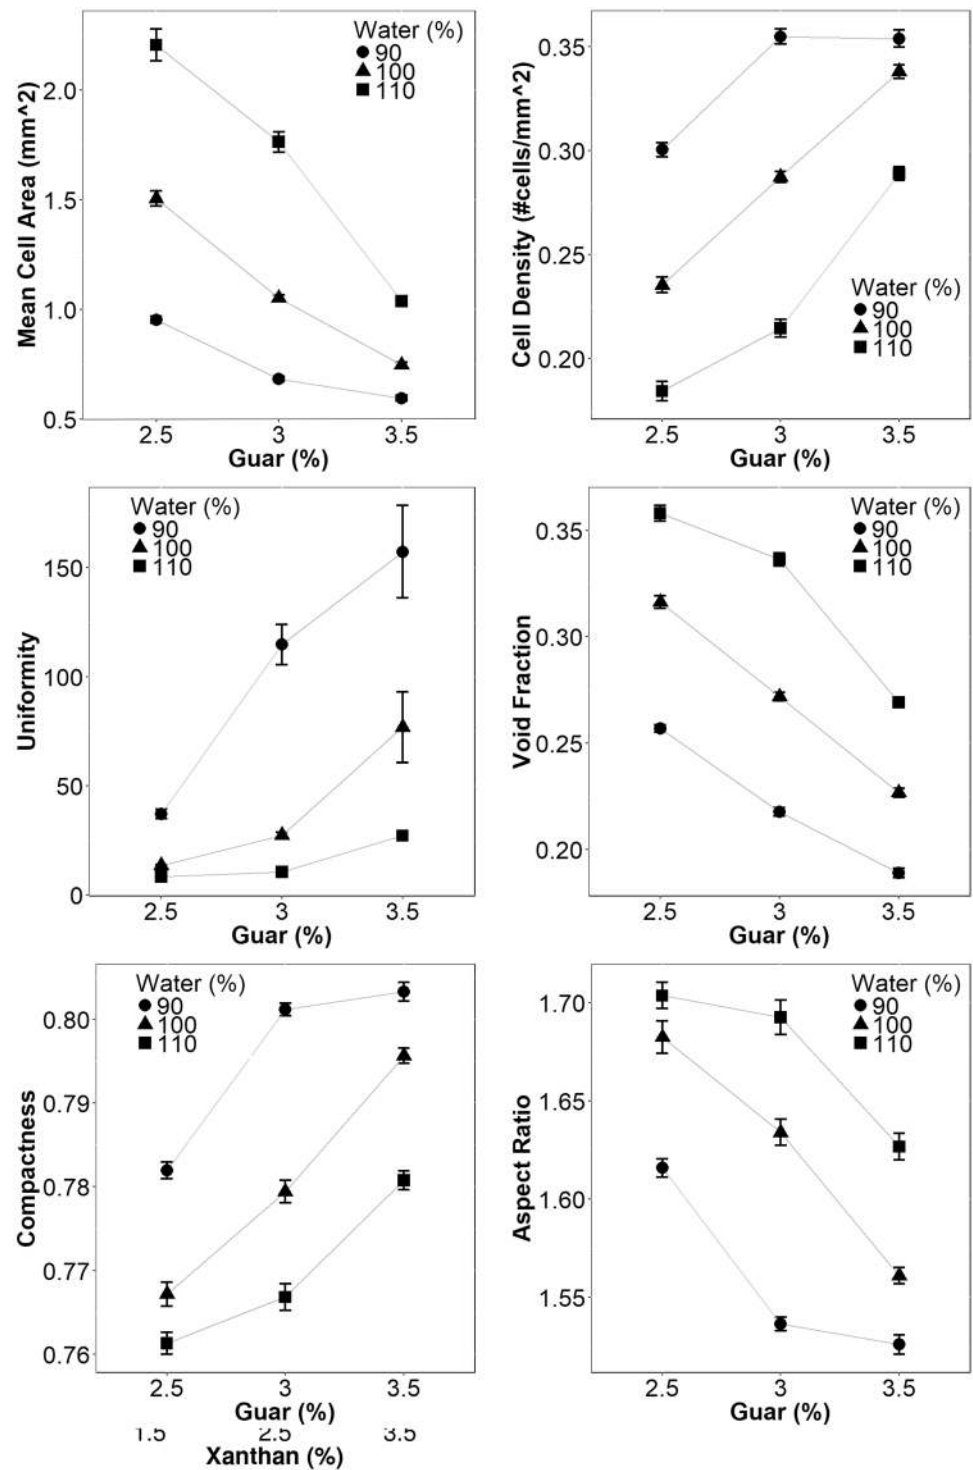 Water (%)
90
100
110
2.0
1.5
1.0
0.5
Mean Cell Area (mm^2)
2.5 3 3.5
Guar (%)
0.35
0.30
0.25
0.20
Cell Density (#cells/mm^2)
Water (%)
90
100
110
2.5 3 3.5
Guar (%)
Water (%)
90
100
110
150
100
50
0
Uniformity
2.5 3 3.5
Guar (%)
Water (%)
90
100
110
0.35
0.30
0.25
0.20
Void Fraction
2.5 3 3.5
Guar (%)
Water (%)
90
100
110
0.80
0.79
0.78
0.77
0.76
Compactness
2.5 3 3.5
Guar (%)
1.5 2.5 3.5
Xanthan (%)
Water (%)
90
100
110
1.70
1.65
1.60
1.55
Aspect Ratio
2.5 3 3.5
Guar (%)